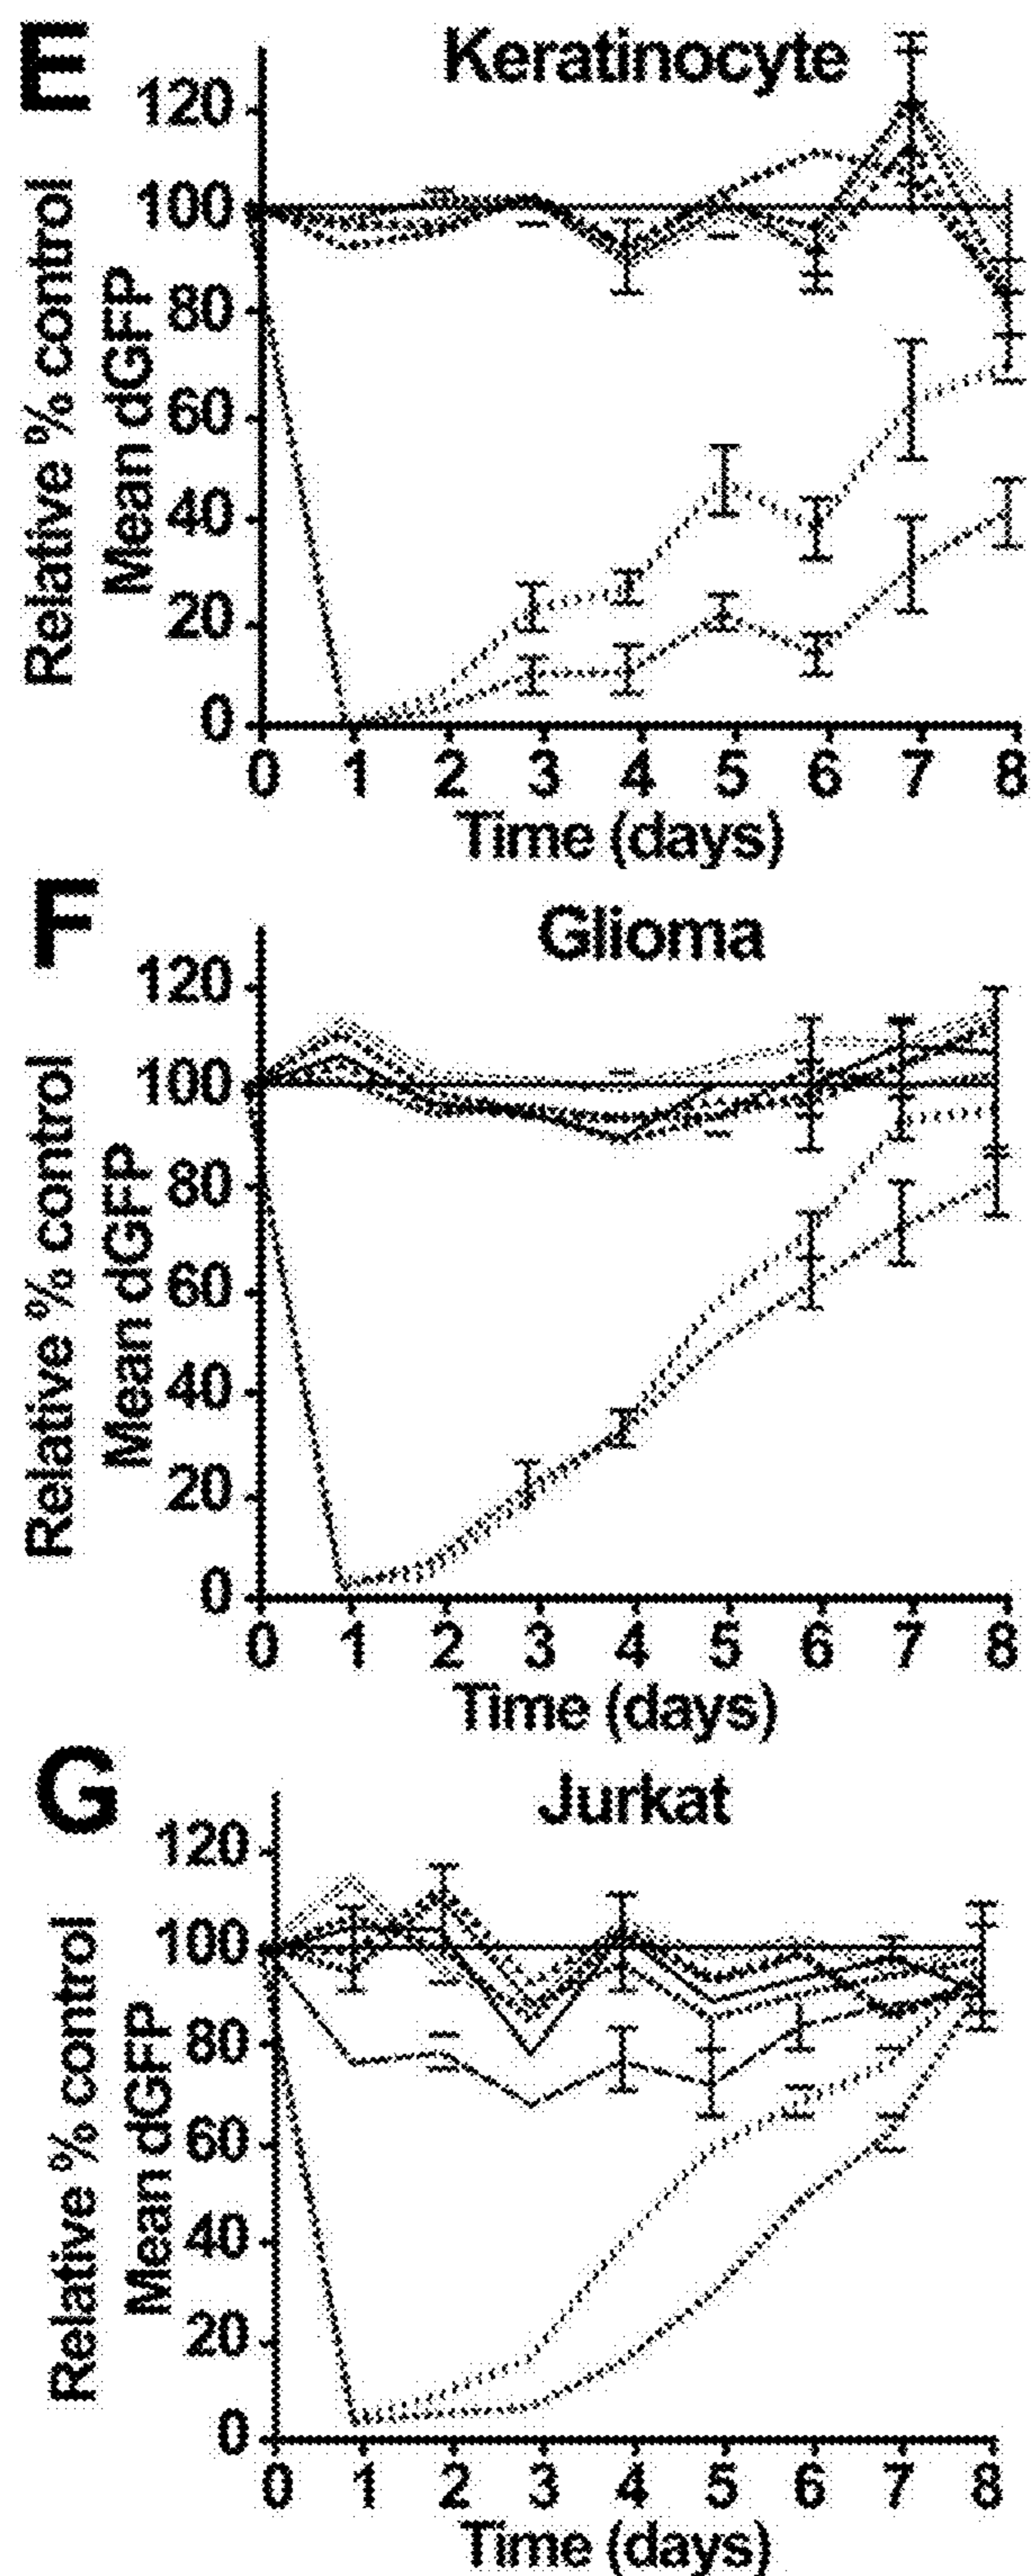 E
Keratinocyte
Relative % control
Mean dGFP
120
100
80
60
40
20
0
0 1 2 3 4 5 6 7 8
Time (days)
F
Glioma
Relative % control
Mean dGFP
120
100
80
60
40
20
0
0 1 2 3 4 5 6 7 8
Time (days)
G
Jurkat
Relative % control
Mean dGFP
120
100
80
60
40
20
0
0 1 2 3 4 5 6 7 8
Time (days)